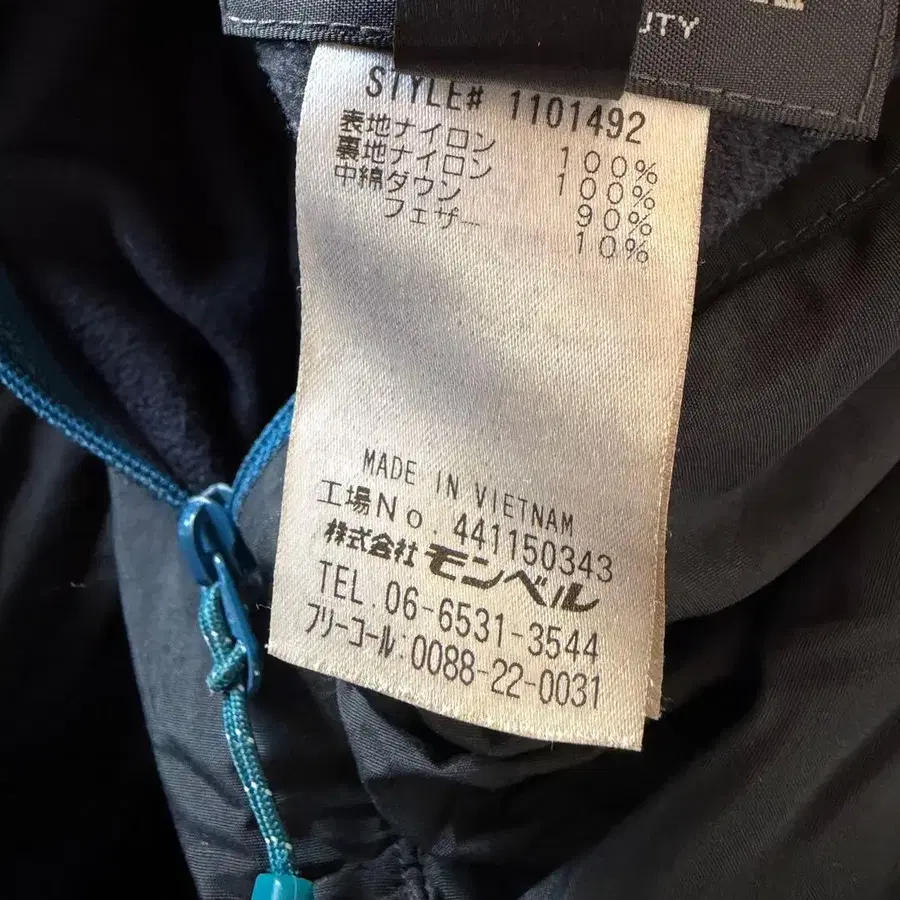 UTY
STYLE# 1101492
表地ナイロン 100%
裏地ナイロン 100%
中綿ダウン 90%
フェザー 10%
MADE IN VIETNAM
工場No. 441150343
株式会社モンベル
TEL. 06-6531-3544
フリーコール:0088-22-0031